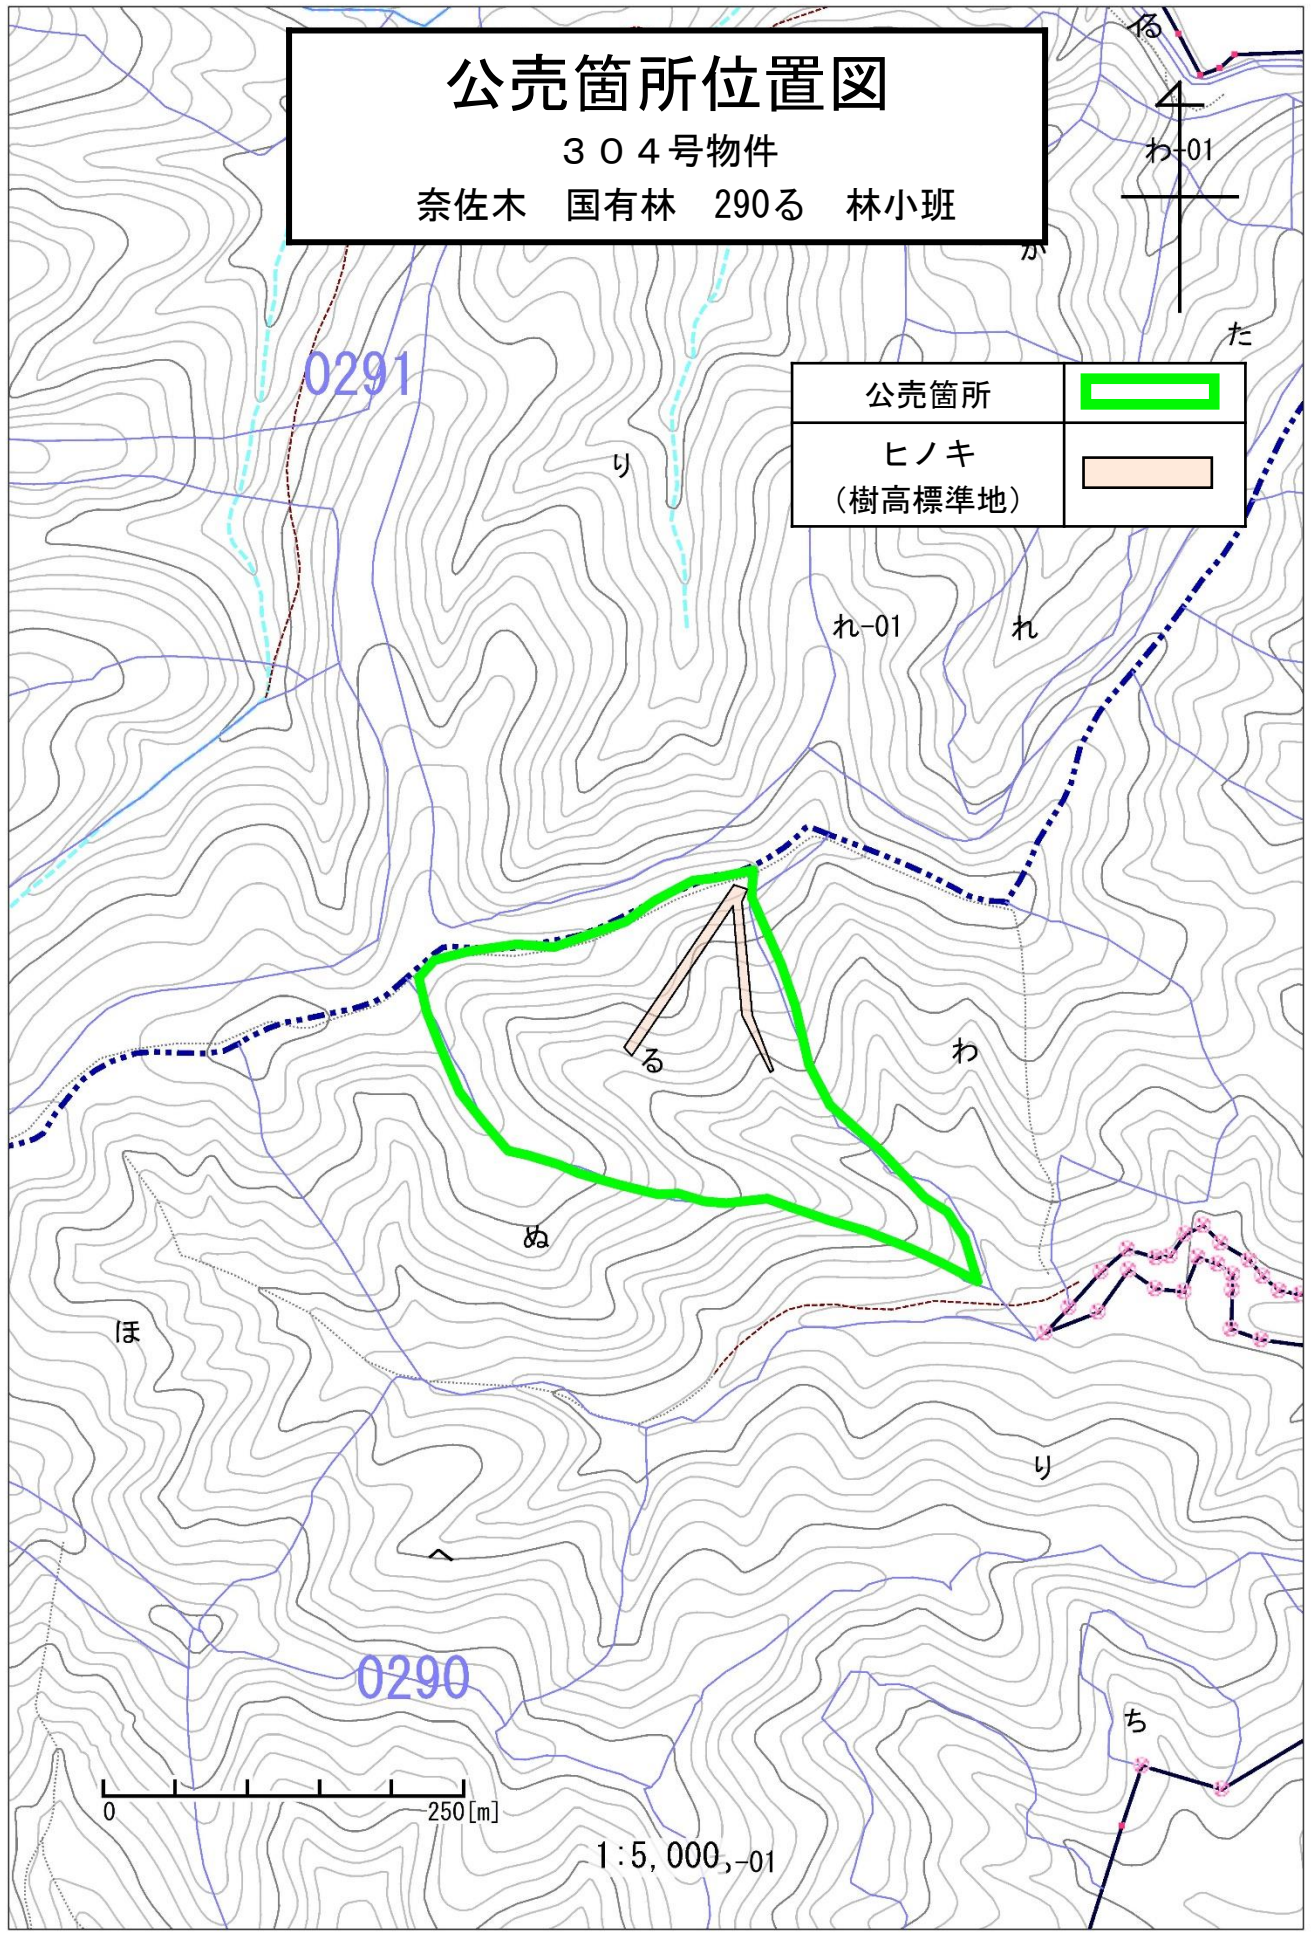 公売箇所位置図
３０４号物件
奈佐木　国有林　290る　林小班
る
わ-01
か
た
0291
公売箇所
ヒノキ
（樹高標準地）
り
れ-01
れ
る
わ
ぬ
ほ
り
へ
0290
ち
0
250[m]
1:5,000
-01